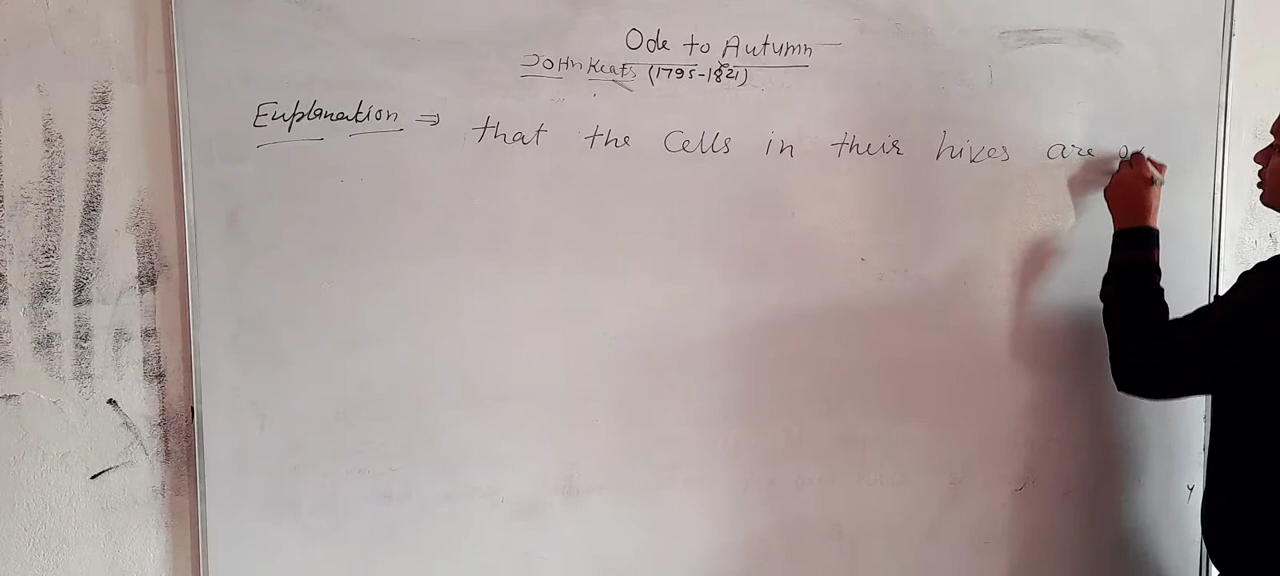 Ode to Autumn
JOHn Keats (1795-1821)
Explanation ⇒ that the Cells in their hives are